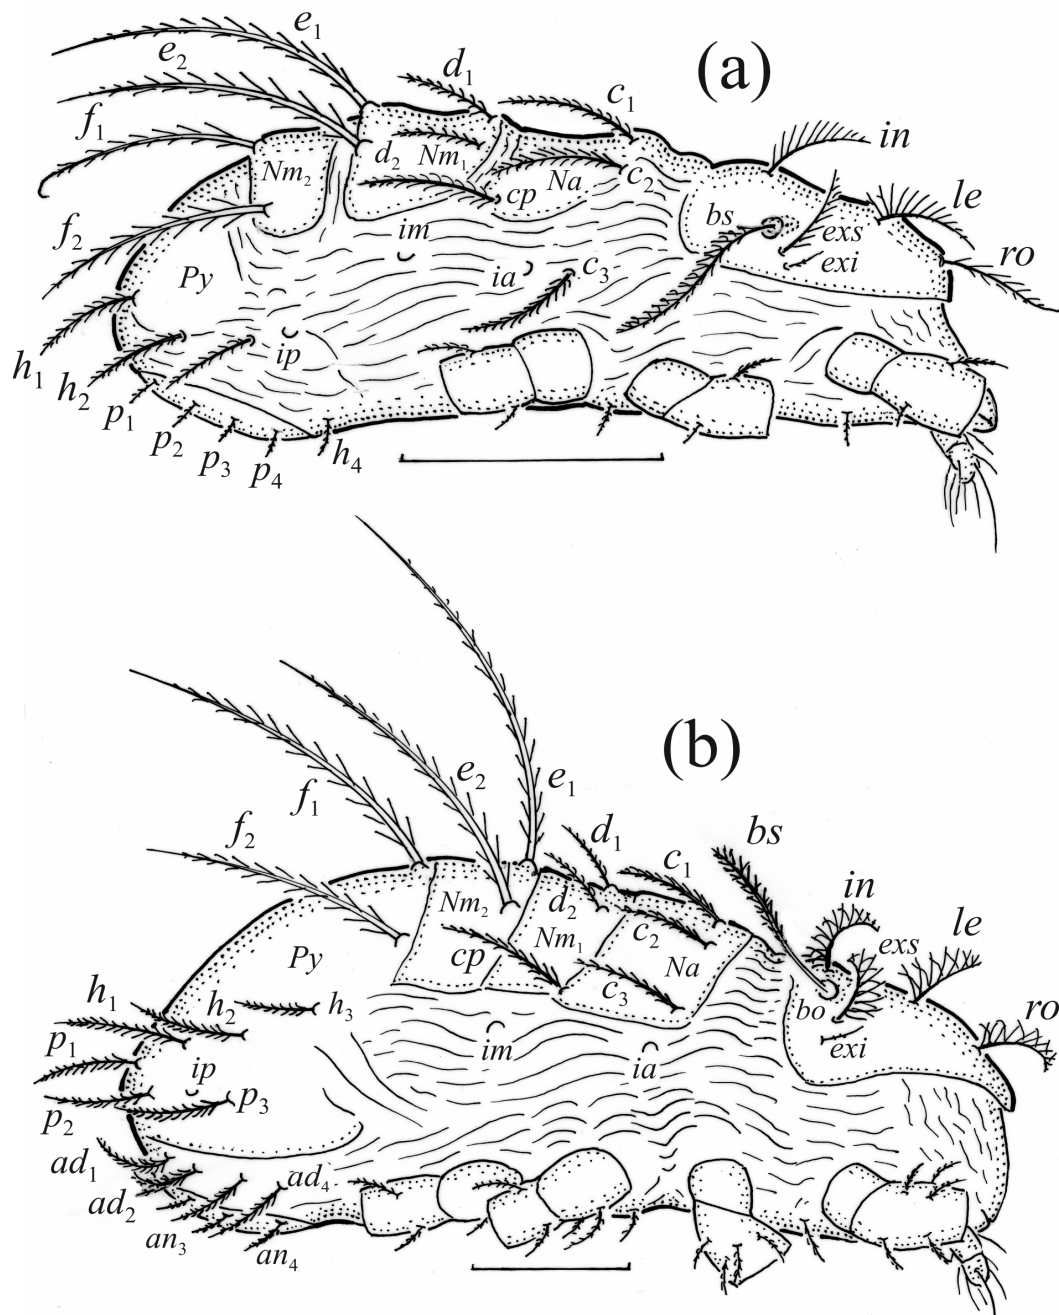 (a)
e1
e2
f1
f2
d1
c1
in
le
ro
Nm2
d2
Nm1
Na
c2
cp
bs
exs
exi
im
ia
c3
Py
ip
h1
h2
p1
p2
p3
p4
h4
(b)
e1
e2
f1
f2
d1
c1
bs
in
exs
le
ro
Nm2
d2
Nm1
c2
cp
Na
c3
Py
bo
exi
h1
h2
h3
im
ia
p1
ip
p2
p3
ad1
ad2
ad4
an3
an4